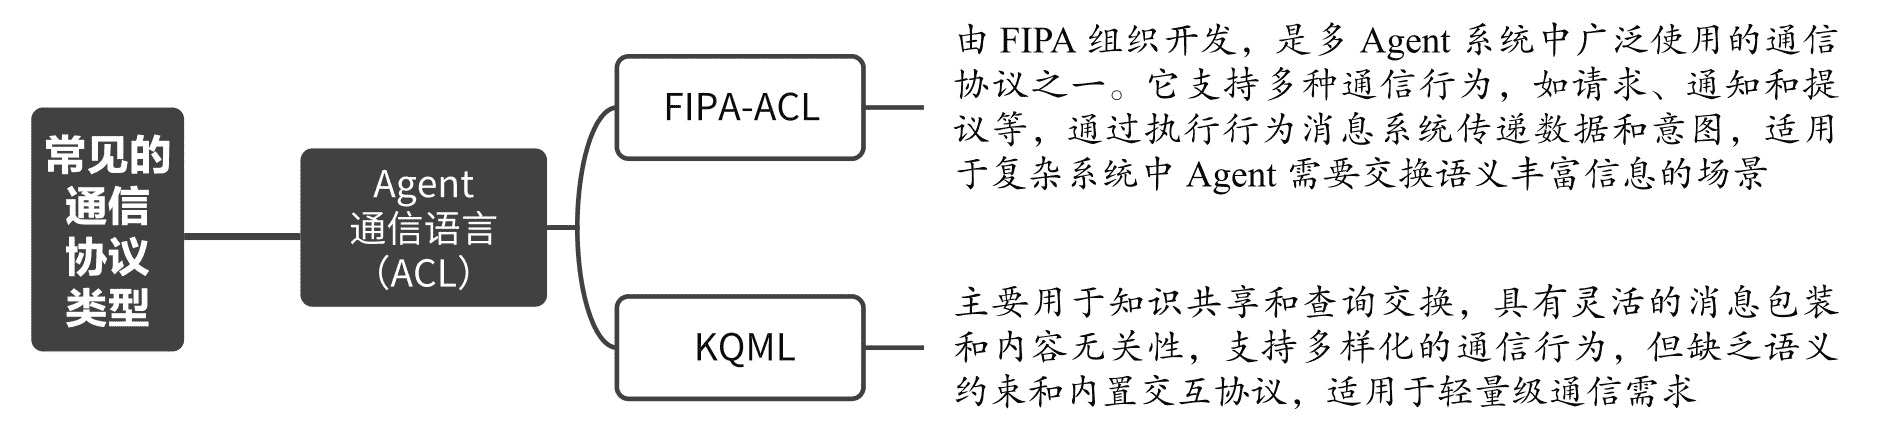 常见的
通信
协议
类型
Agent
通信语言
（ACL）
FIPA-ACL
由 FIPA 组织开发，是多 Agent 系统中广泛使用的通信
协议之一。它支持多种通信行为，如请求、通知和提
议等，通过执行行为消息系统传递数据和意图，适用
于复杂系统中 Agent 需要交换语义丰富信息的场景
KQML
主要用于知识共享和查询交换，具有灵活的消息包装
和内容无关性，支持多样化的通信行为，但缺乏语义
约束和内置交互协议，适用于轻量级通信需求